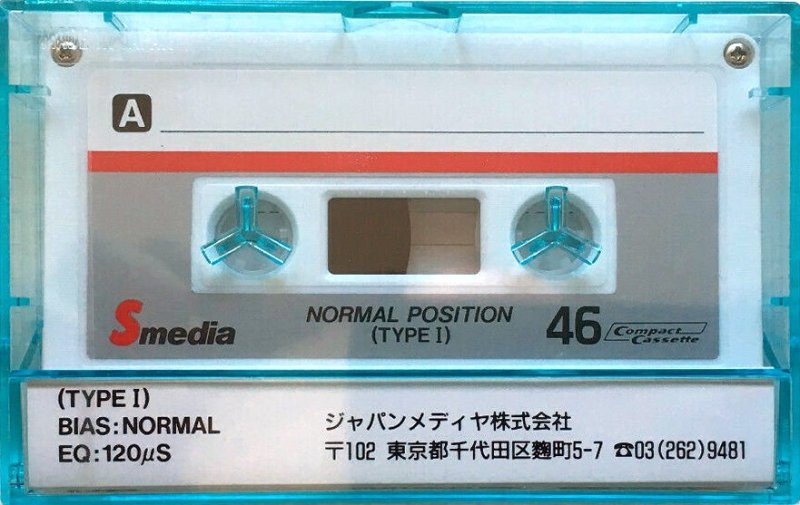 A
Smedia
NORMAL POSITION
(TYPE I)
46
Compact
Cassette
(TYPE I)
BIAS:NORMAL
EQ:120µS
ジャパンメディヤ株式会社
〒102 東京都千代田区麹町5-7 ☎03(262)9481